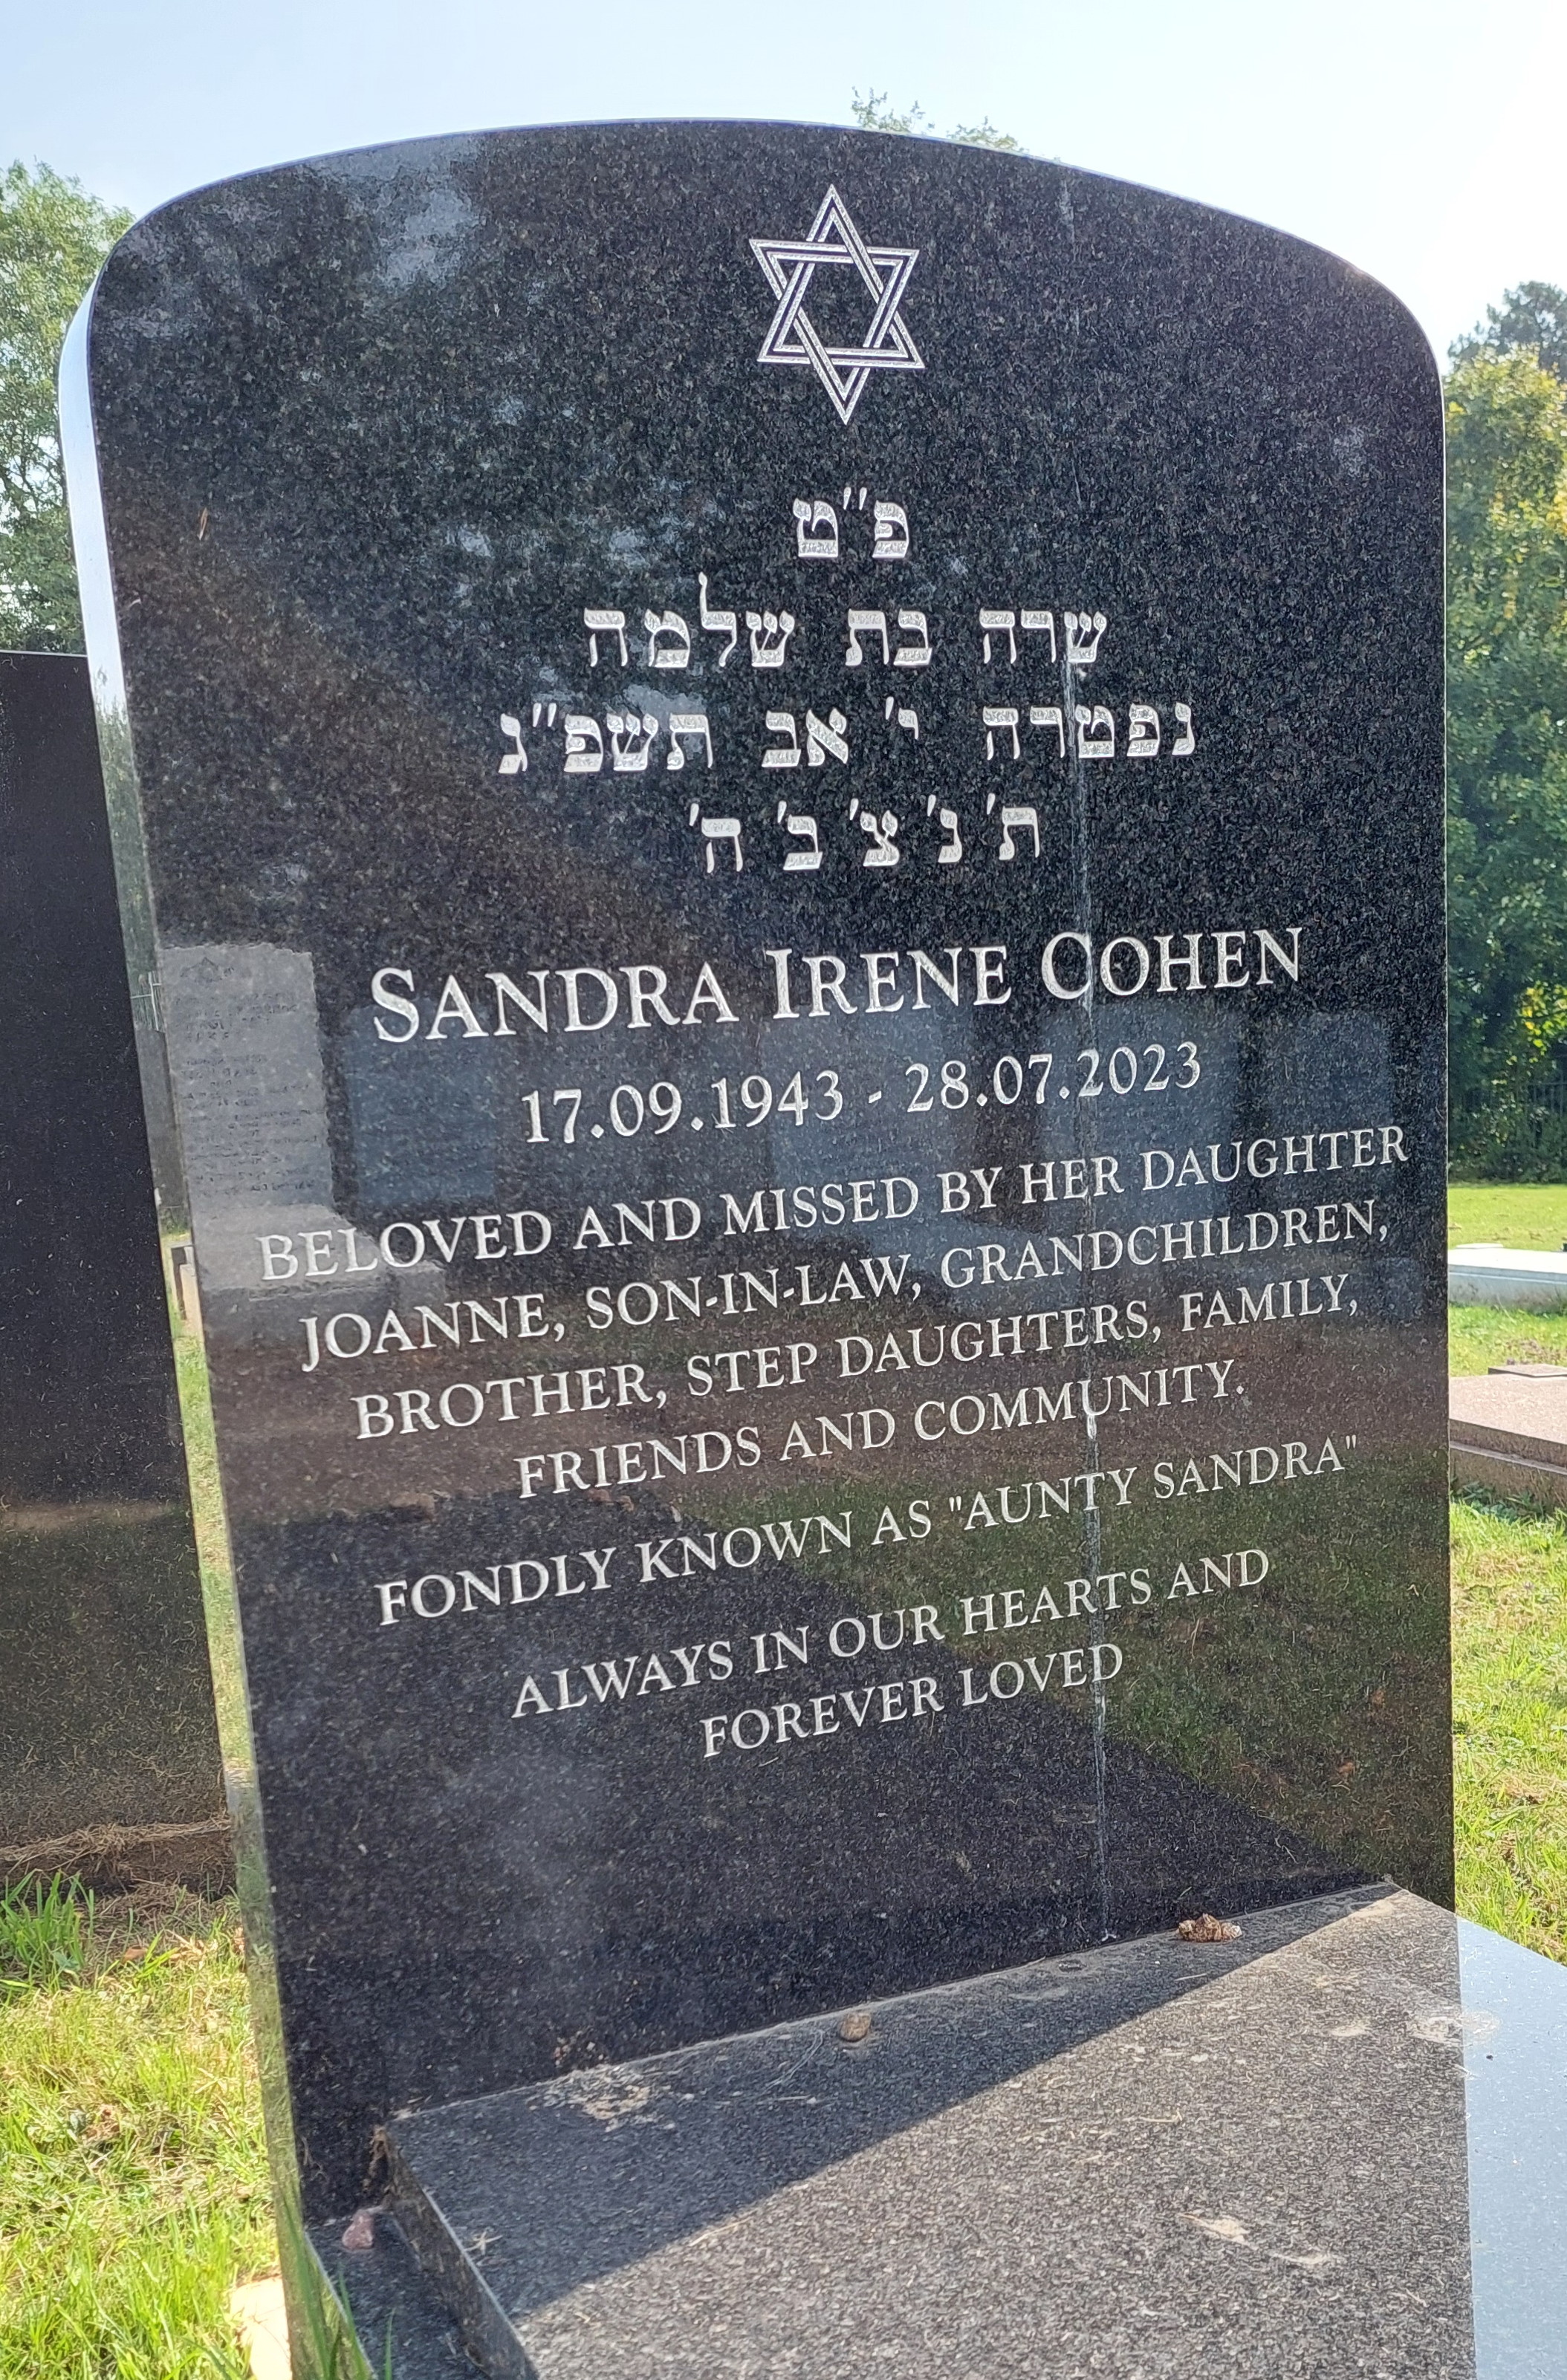 פ"ט
שרה בת שלמה
נפטרה י' אב תשפ"ג
ת' נ' צ' ב' ה'
SANDRA IRENE COHEN
17.09.1943 - 28.07.2023
BELOVED AND MISSED BY HER DAUGHTER
JOANNE, SON-IN-LAW, GRANDCHILDREN,
BROTHER, STEP DAUGHTERS, FAMILY,
FRIENDS AND COMMUNITY.
FONDLY KNOWN AS "AUNTY SANDRA"
ALWAYS IN OUR HEARTS AND
FOREVER LOVED